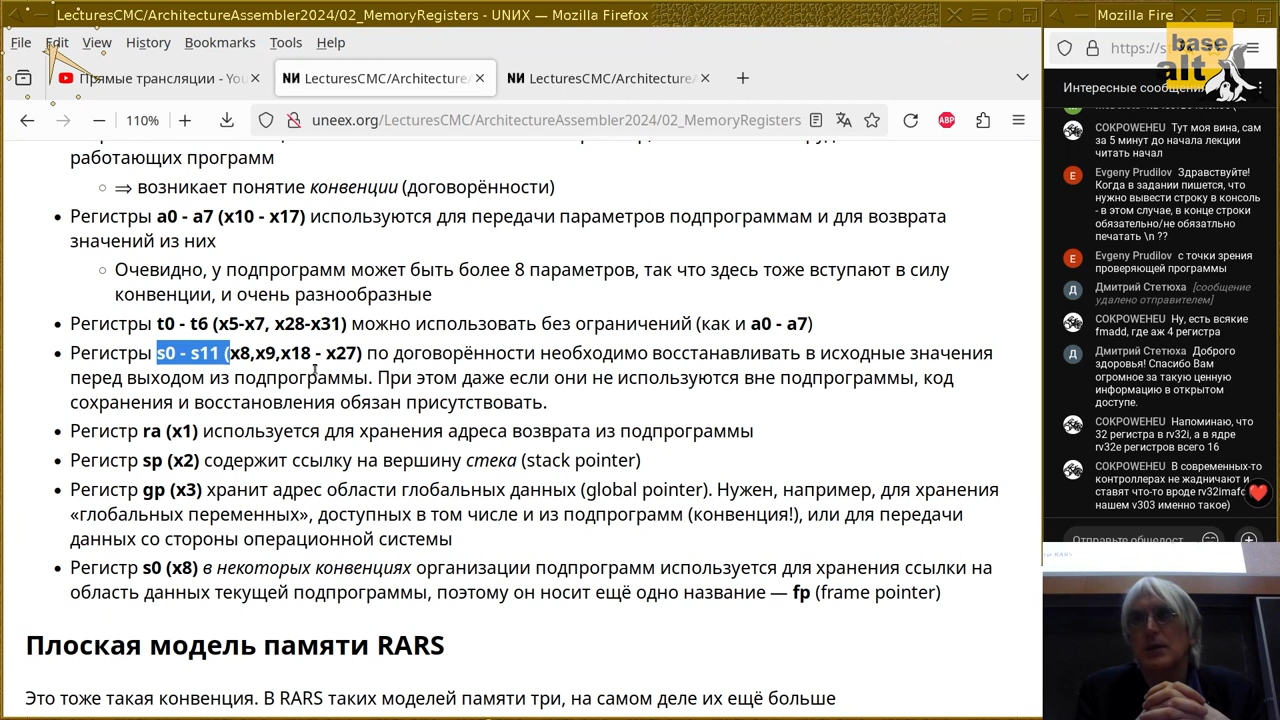 LecturesCMC/ArchitectureAssembler2024/02_MemoryRegisters - UNИX — Mozilla Firefox
File Edit View History Bookmarks Tools Help
Прямые трансляции - You
LecturesCMC/Architecture
LecturesCMC/Architecture
110%
uneex.org/LecturesCMC/ArchitectureAssembler2024/02_MemoryRegisters
ABP
работающих программ
⇒ возникает понятие конвенции (договорённости)
Регистры a0 - a7 (x10 - x17) используются для передачи параметров подпрограммам и для возврата
значений из них
Очевидно, у подпрограмм может быть более 8 параметров, так что здесь тоже вступают в силу
конвенции, и очень разнообразные
Регистры t0 - t6 (x5-x7, x28-x31) можно использовать без ограничений (как и a0 - a7)
Регистры s0 - s11 (x8,x9,x18 - x27) по договорённости необходимо восстанавливать в исходные значения
перед выходом из подпрограммы. При этом даже если они не используются вне подпрограммы, код
сохранения и восстановления обязан присутствовать.
Регистр ra (x1) используется для хранения адреса возврата из подпрограммы
Регистр sp (x2) содержит ссылку на вершину стека (stack pointer)
Регистр gp (x3) хранит адрес области глобальных данных (global pointer). Нужен, например, для хранения
«глобальных переменных», доступных в том числе и из подпрограмм (конвенция!), или для передачи
данных со стороны операционной системы
Регистр s0 (x8) в некоторых конвенциях организации подпрограмм используется для хранения ссылки на
область данных текущей подпрограммы, поэтому он носит ещё одно название — fp (frame pointer)
Плоская модель памяти RARS
Это тоже такая конвенция. В RARS таких моделей памяти три, на самом деле их ещё больше
Mozilla Fire
base
alt
https://s
Интересные сообщения
COKPOWEHEU Тут моя вина, сам
за 5 минут до начала лекции
читать начал
Evgeny Prudilov Здравствуйте!
Когда в задании пишется, что
нужно вывести строку в консоль
- в этом случае, в конце строки
обязательно/не обязатльно
печатать \n ??
Evgeny Prudilov с точки зрения
проверяющей программы
Дмитрий Стетюха [сообщение
удалено отправителем]
COKPOWEHEU Ну, есть всякие
fmadd, где аж 4 регистра
Дмитрий Стетюха Доброго
здоровья! Спасибо Вам
огромное за такую ценную
информацию в открытом
доступе.
COKPOWEHEU Напоминаю, что
32 регистра в rv32i, а в ядре
rv32e регистров всего 16
COKPOWEHEU В современных-то
контроллерах не жадничают и
ставят что-то вроде rv32imafc
нашем v303 именно такое)